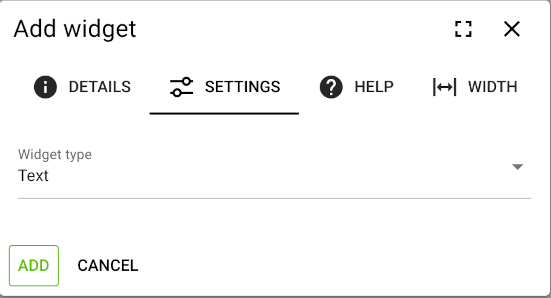 Add widget
DETAILS SETTINGS HELP WIDTH
Widget type
Text
ADD CANCEL